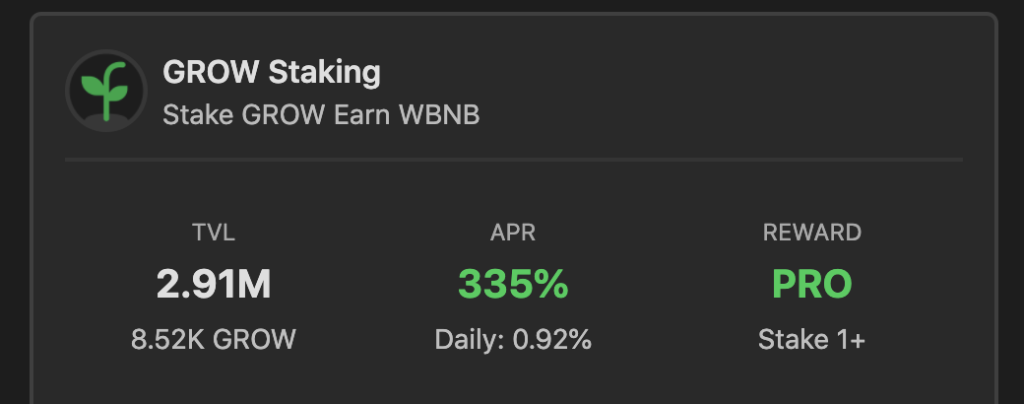 GROW Staking
Stake GROW Earn WBNB
TVL
APR
REWARD
2.91M
335%
PRO
8.52K GROW
Daily: 0.92%
Stake 1+